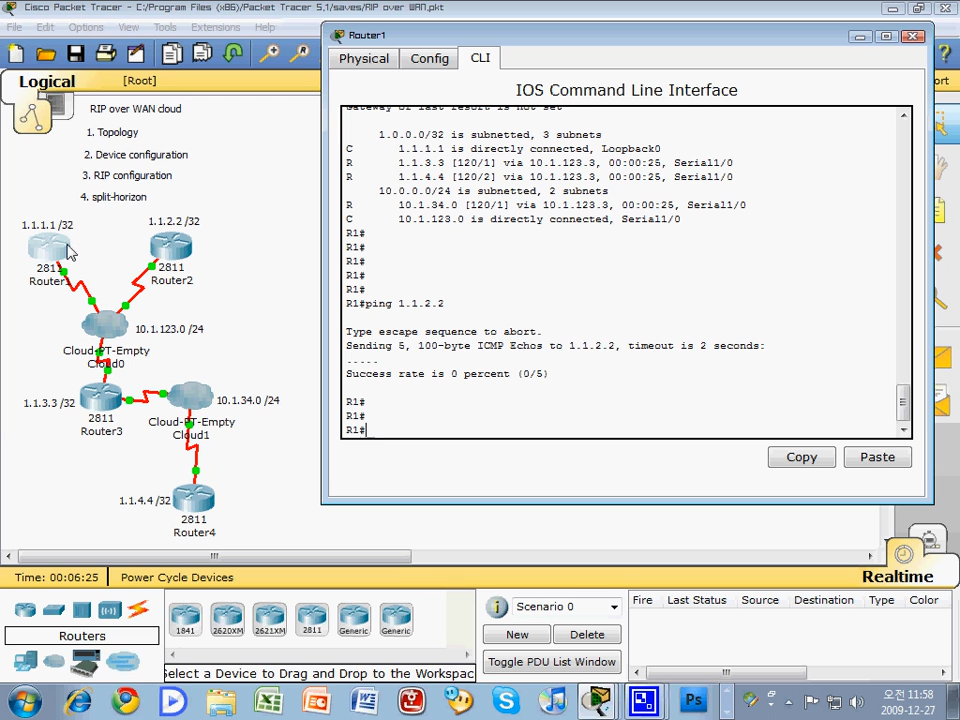 Cisco Packet Tracer - C:/Program Files (x86)/Packet Tracer 5,1/saves/RIP over WAN.pkt
File Edit Options View Tools Extensions Help
Logical
[Root]
RIP over WAN cloud
1. Topology
2. Device configuration
3. RIP configuration
4. split-horizon
1.1.1.1 /32
1.1.2.2 /32
2811
Router1
2811
Router2
10.1.123.0 /24
Cloud-PT-Empty
Cloud0
1.1.3.3 /32
2811
Router3
10.1.34.0 /24
Cloud-PT-Empty
Cloud1
1.1.4.4 /32
2811
Router4
Router1
Physical Config CLI
IOS Command Line Interface
Gateway of last resort is not set
1.0.0.0/32 is subnetted, 3 subnets
C 1.1.1.1 is directly connected, Loopback0
R 1.1.3.3 [120/1] via 10.1.123.3, 00:00:25, Serial1/0
R 1.1.4.4 [120/2] via 10.1.123.3, 00:00:25, Serial1/0
10.0.0.0/24 is subnetted, 2 subnets
R 10.1.34.0 [120/1] via 10.1.123.3, 00:00:25, Serial1/0
C 10.1.123.0 is directly connected, Serial1/0
R1#
R1#
R1#
R1#
R1#
R1#ping 1.1.2.2
Type escape sequence to abort.
Sending 5, 100-byte ICMP Echos to 1.1.2.2, timeout is 2 seconds:
.....
Success rate is 0 percent (0/5)
R1#
R1#
R1#
Copy Paste
ort
Time: 00:06:25 Power Cycle Devices
Realtime
Routers
1841 2620XM 2621XM 2811 Generic Generic
Select a Device to Drag and Drop to the Workspac
Scenario 0
New Delete
Toggle PDU List Window
Fire Last Status Source Destination Type Color
오전 11:58
2009-12-27